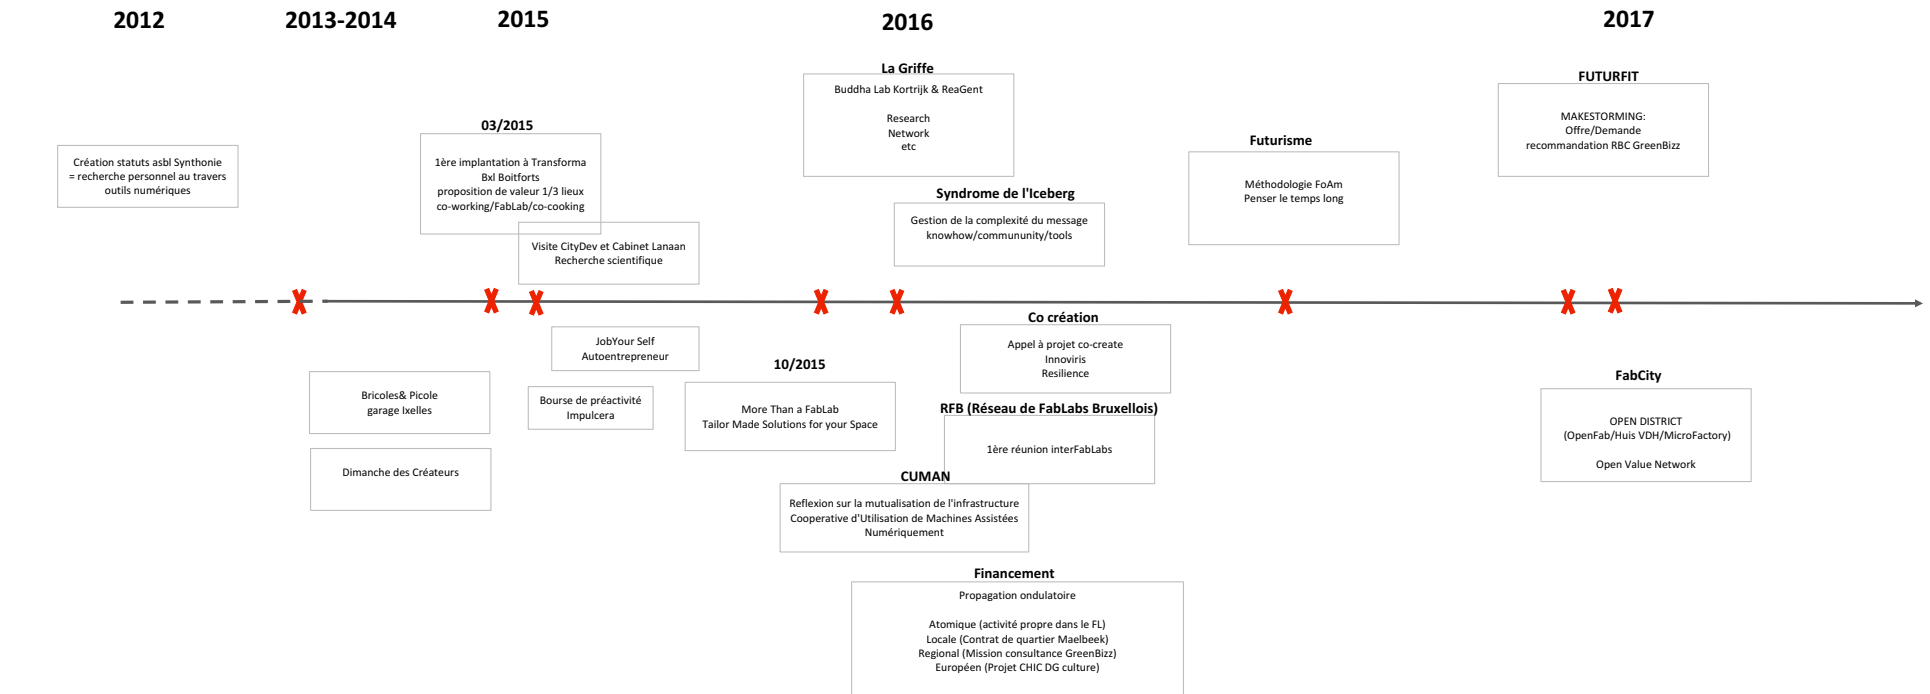 2012
2013-2014
2015
2016
2017
Création statuts asbl Synthonie
= recherche personel au travers
outils numériques
03/2015
1ère implantation à Transforma
Bxl Boitforts
proposition de valeur 1/3 lieux
co-working/FabLab/co-cooking
Visite CityDev et Cabinet Lanaan
Recherche scientifique
La Griffe
Buddha Lab Kortrijk & ReaGent
Research
Network
etc
Syndrome de l'Iceberg
Gestion de la complexité du message
knowhow/commununity/tools
Futurisme
Méthodologie FoAm
Penser le temps long
FUTURFIT
MAKESTORMING:
Offre/Demande
recommandation RBC GreenBizz
Bricoles& Picole
garage Ixelles
Dimanche des Créateurs
JobYour Self
Autoentrepreneur
Bourse de préactivité
Impulcera
10/2015
More Than a FabLab
Tailor Made Solutions for your Space
Co création
Appel à projet co-create
Innoviris
Resilience
RFB (Réseau de FabLabs Bruxellois)
1ère réunion interFabLabs
CUMAN
Reflexion sur la mutualisation de l'infrastructure
Cooperative d'Utilisation de Machines Assistées
Numériquement
Financement
Propagation ondulatoire
Atomique (activité propre dans le FL)
Locale (Contrat de quartier Maelbeek)
Regional (Mission consultance GreenBizz)
Européen (Projet CHIC DG culture)
FabCity
OPEN DISTRICT
(OpenFab/Huis VDH/MicroFactory)
Open Value Network